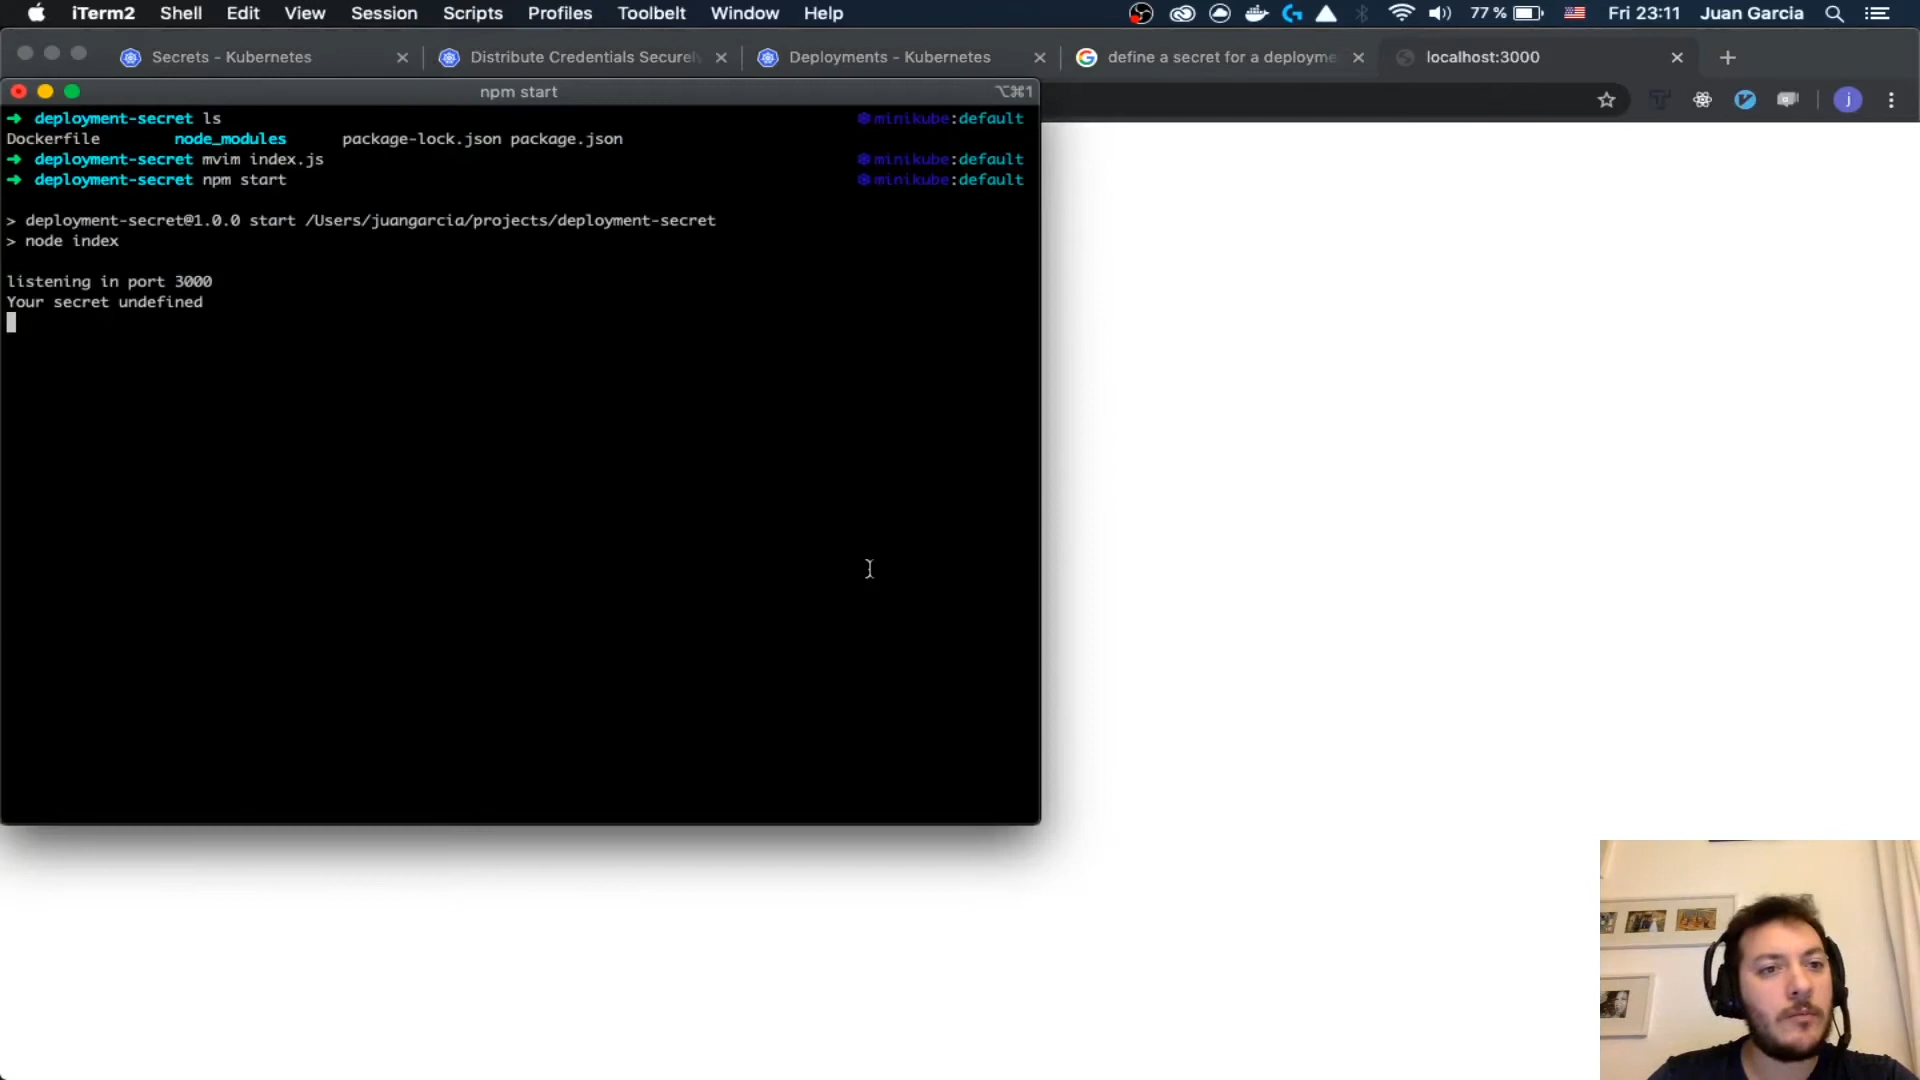 iTerm2 Shell Edit View Session Scripts Profiles Toolbelt Window Help 77 % Fri 23:11 Juan Garcia
Secrets - Kubernetes Distribute Credentials Securel Deployments - Kubernetes define a secret for a deployme localhost:3000
npm start ⌥⌘1
j
➜ deployment-secret ls minikube:default
Dockerfile node_modules package-lock.json package.json
➜ deployment-secret mvim index.js minikube:default
➜ deployment-secret npm start minikube:default
> deployment-secret@1.0.0 start /Users/juangarcia/projects/deployment-secret
> node index
listening in port 3000
Your secret undefined